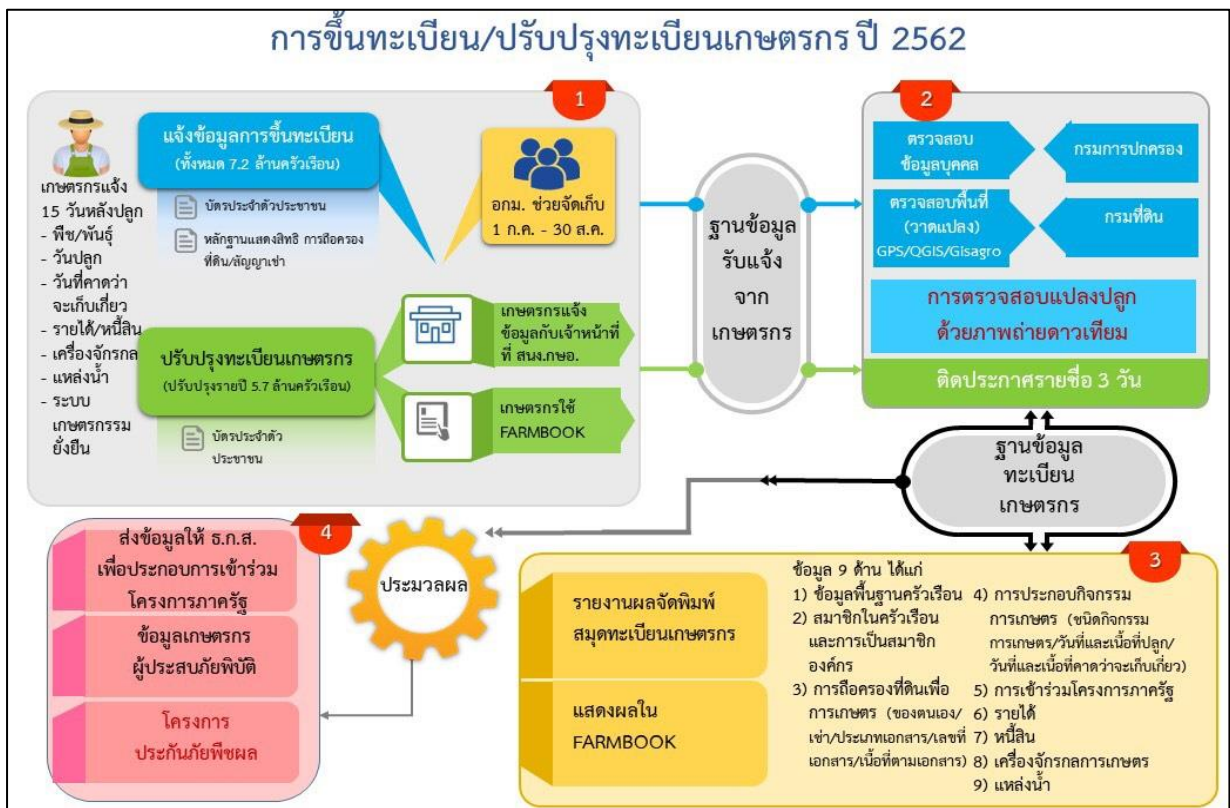 การขึ้นทะเบียน/ปรับปรุงทะเบียนเกษตรกร ปี 2562
1
เกษตรกรแจ้ง
15 วันหลังปลูก
- พืช/พันธุ์
- วันปลูก
- วันที่คาดว่า
จะเก็บเกี่ยว
- รายได้/หนี้สิน
- เครื่องจักรกล
- แหล่งน้ำ
- ระบบ
เกษตรกรรม
ยั่งยืน
แจ้งข้อมูลการขึ้นทะเบียน
(ทั้งหมด 7.2 ล้านครัวเรือน)
บัตรประจำตัวประชาชน
หลักฐานแสดงสิทธิ การถือครอง
ที่ดิน/สัญญาเช่า
อกม. ช่วยจัดเก็บ
1 ก.ค. - 30 ส.ค.
ปรับปรุงทะเบียนเกษตรกร
(ปรับปรุงรายปี 5.7 ล้านครัวเรือน)
บัตรประจำตัว
ประชาชน
เกษตรกรแจ้ง
ข้อมูลกับเจ้าหน้าที่
ที่ สนง.กษอ.
เกษตรกรใช้
FARMBOOK
ฐานข้อมูล
รับแจ้ง
จาก
เกษตรกร
2
ตรวจสอบ
ข้อมูลบุคคล
กรมการปกครอง
ตรวจสอบพื้นที่
(วาดแปลง)
GPS/QGIS/Gisagro
กรมที่ดิน
การตรวจสอบแปลงปลูก
ด้วยภาพถ่ายดาวเทียม
ติดประกาศรายชื่อ 3 วัน
ฐานข้อมูล
ทะเบียน
เกษตรกร
3
รายงานผลจัดพิมพ์
สมุดทะเบียนเกษตรกร
แสดงผลใน
FARMBOOK
ข้อมูล 9 ด้าน ได้แก่
1) ข้อมูลพื้นฐานครัวเรือน
2) สมาชิกในครัวเรือน
และการเป็นสมาชิก
องค์กร
3) การถือครองที่ดินเพื่อ
การเกษตร (ของตนเอง/
เช่า/ประเภทเอกสาร/เลขที่
เอกสาร/เนื้อที่ตามเอกสาร)
4) การประกอบกิจกรรม
การเกษตร (ชนิดกิจกรรม
การเกษตร/วันที่และเนื้อที่ปลูก/
วันที่และเนื้อที่คาดว่าจะเก็บเกี่ยว)
5) การเข้าร่วมโครงการภาครัฐ
6) รายได้
7) หนี้สิน
8) เครื่องจักรกลการเกษตร
9) แหล่งน้ำ
ประมวลผล
4
ส่งข้อมูลให้ ธ.ก.ส.
เพื่อประกอบการเข้าร่วม
โครงการภาครัฐ
ข้อมูลเกษตรกร
ผู้ประสบภัยพิบัติ
โครงการ
ประกันภัยพืชผล